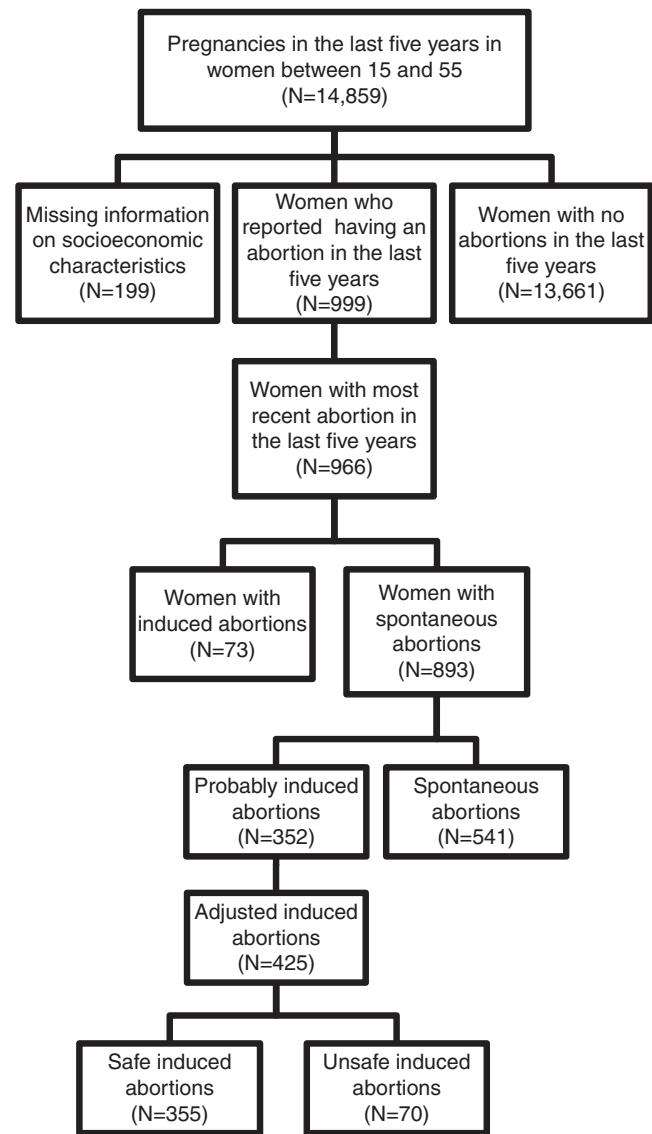 Pregnancies in the last five years in
women between 15 and 55
(N=14,859)
Missing information
on socioeconomic
characteristics
(N=199)
Women who
reported having an
abortion in the last
five years
(N=999)
Women with no
abortions in the last
five years
(N=13,661)
Women with most
recent abortion in
the last five years
(N=966)
Women with
induced abortions
(N=73)
Women with
spontaneous
abortions
(N=893)
Probably induced
abortions
(N=352)
Spontaneous
abortions
(N=541)
Adjusted induced
abortions
(N=425)
Safe induced
abortions
(N=355)
Unsafe induced
abortions
(N=70)